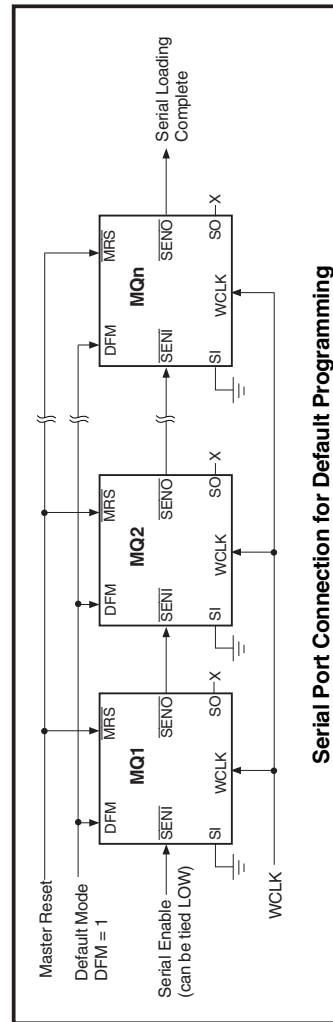 Master Reset
Default Mode
DFM = 1
DFM MRS
MQ1
SENI SENO
SI WCLK SO X
DFM MRS
MQ2
SENI SENO
SI WCLK SO X
DFM MRS
MQn
SENI SENO
SI WCLK SO X
Serial Enable
(can be tied LOW)
Serial Loading
Complete
WCLK
Serial Port Connection for Default Programming